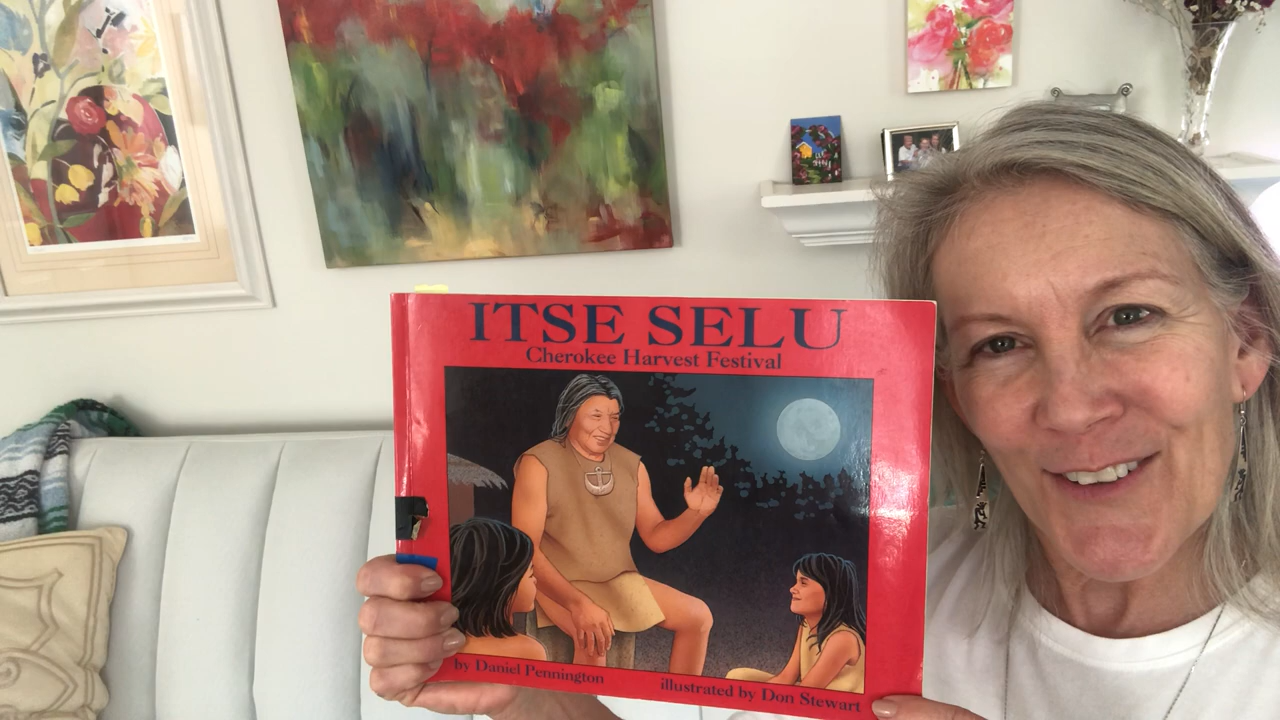 ITSE SELU
Cherokee Harvest Festival
by Daniel Pennington
illustrated by Don Stewart